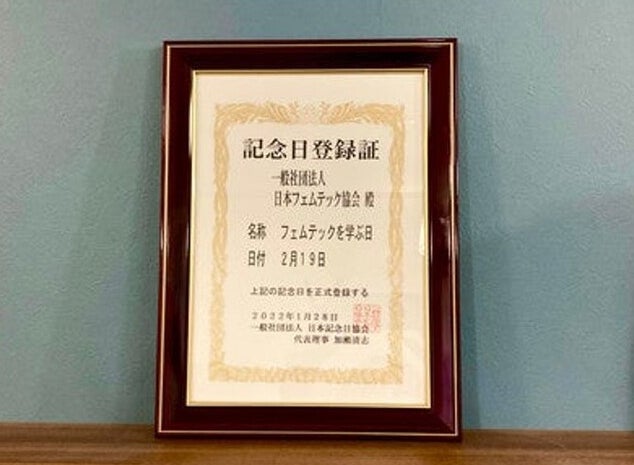 記念日登録証
一般社団法人
日本フェムテック協会 殿
名称 フェムテックを学ぶ日
日付 2月19日
上記の記念日を正式登録する
2022年1月28日
一般社団法人 日本記念日協会
代表理事 加瀬清志